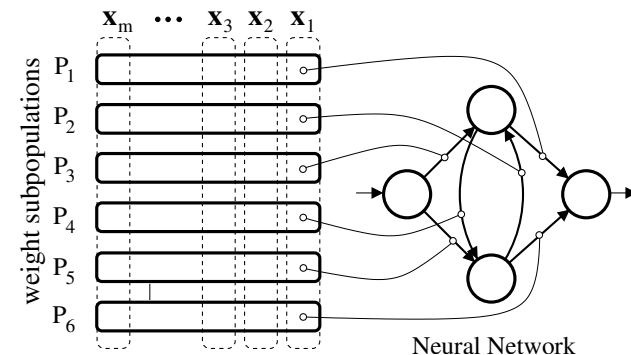 x_m ••• x_3 x_2 x_1
weight subpopulations
P_1
P_2
P_3
P_4
P_5
P_6
Neural Network